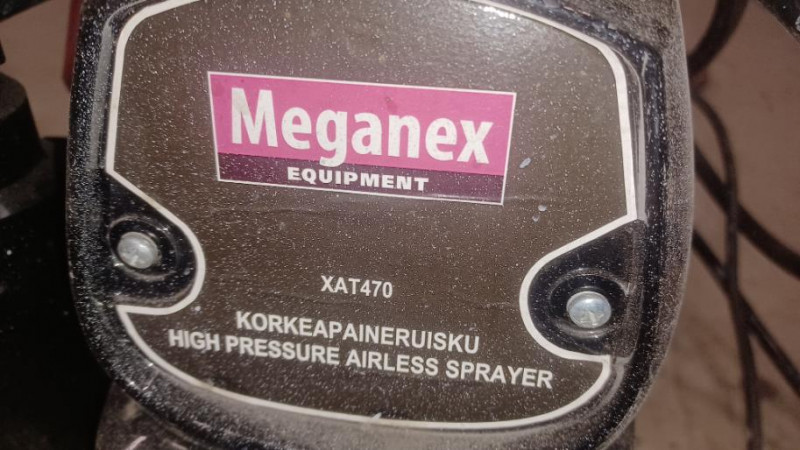 Meganex
EQUIPMENT
XAT470
KORKEAPAINERUISKU
HIGH PRESSURE AIRLESS SPRAYER